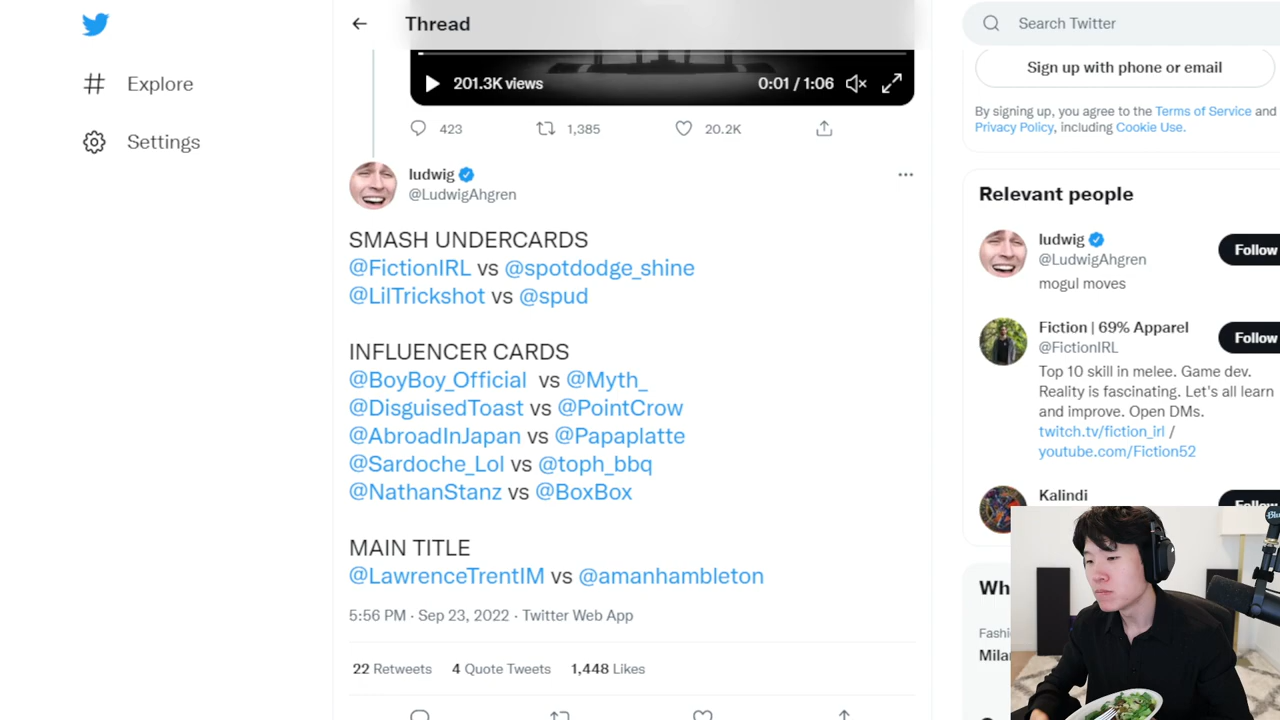 Thread
Search Twitter
Explore
Settings
201.3K views
0:01 / 1:06
423
1,385
20.2K
ludwig
@LudwigAhgren
SMASH UNDERCARDS
@FictionIRL vs @spotdodge_shine
@LilTrickshot vs @spud
INFLUENCER CARDS
@BoyBoy_Official vs @Myth_
@DisguisedToast vs @PointCrow
@AbroadInJapan vs @Papaplatte
@Sardoche_Lol vs @toph_bbq
@NathanStanz vs @BoxBox
MAIN TITLE
@LawrenceTrentIM vs @amanhambleton
5:56 PM · Sep 23, 2022 · Twitter Web App
22 Retweets 4 Quote Tweets 1,448 Likes
Sign up with phone or email
By signing up, you agree to the Terms of Service and
Privacy Policy, including Cookie Use.
Relevant people
ludwig
@LudwigAhgren
Follow
mogul moves
Fiction | 69% Apparel
@FictionIRL
Follow
Top 10 skill in melee. Game dev.
Reality is fascinating. Let's all learn
and improve. Open DMs.
twitch.tv/fiction_irl /
youtube.com/Fiction52
Kalindi
Follow
Wh
Fashi
Mila